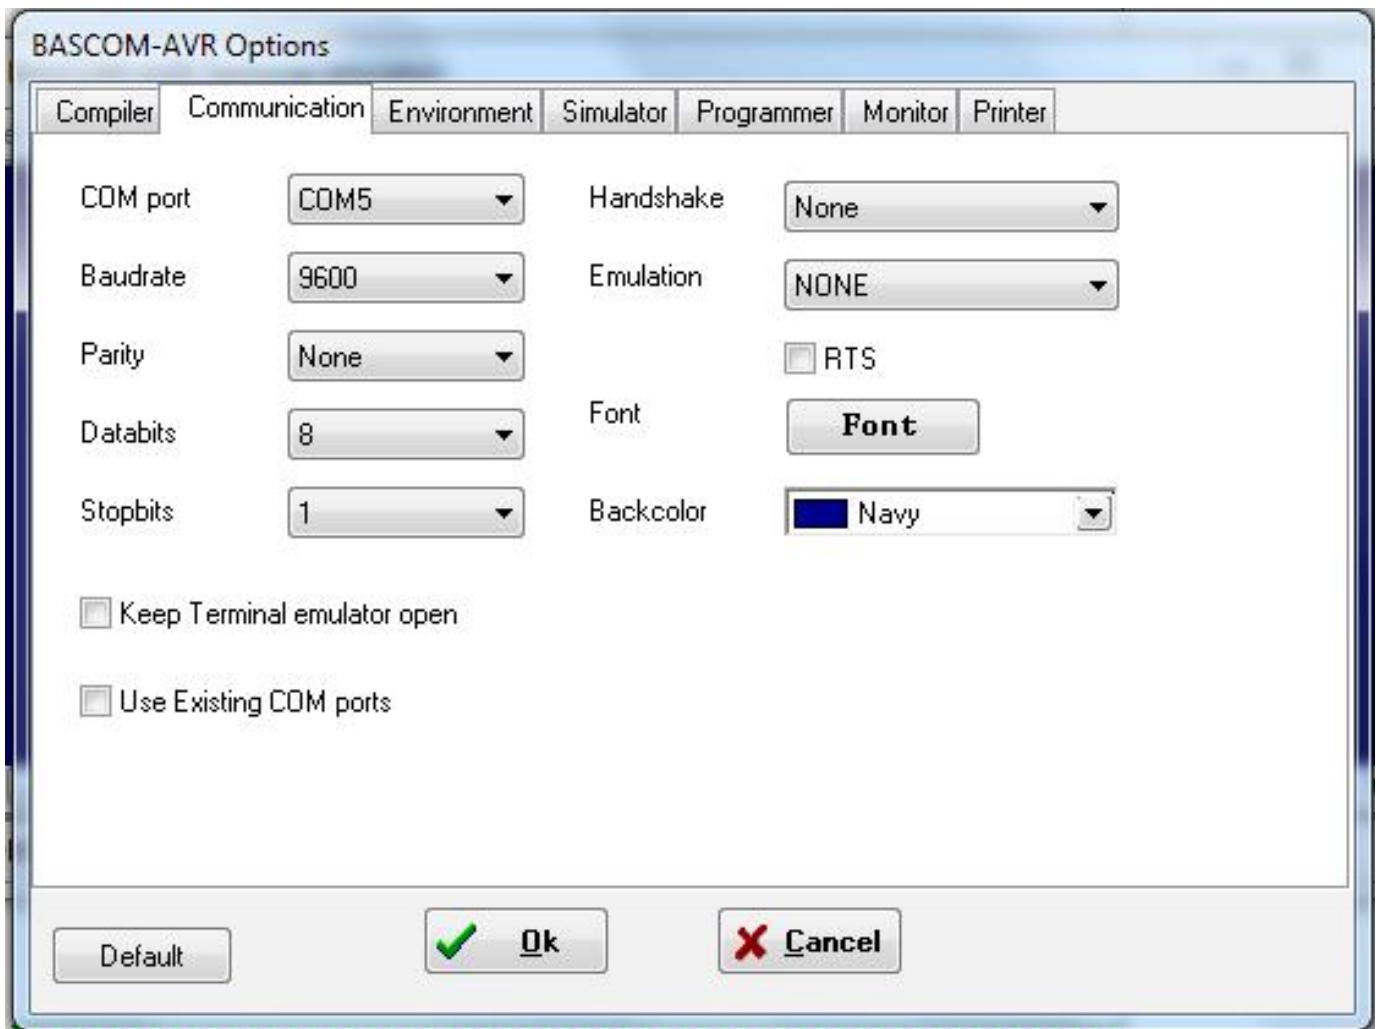 BASCOM-AVR Options
Compiler Communication Environment Simulator Programmer Monitor Printer
COM port COM5 Handshake None
Baudrate 9600 Emulation NONE
Parity None RTS
Databits 8 Font Font
Stopbits 1 Backcolor Navy
Keep Terminal emulator open
Use Existing COM ports
Default Ok Cancel